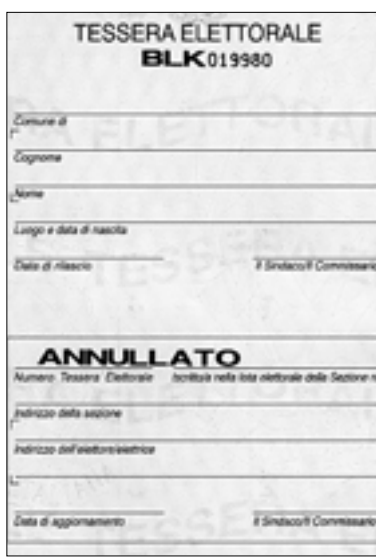 TESSERA ELETTORALE
BLK019980
Comune di
Cognome
Nome
Luogo e data di nascita
Data di rilascio Il Sindaco/Il Commissario
ANNULLATO
Numero Tessera Elettorale Iscritto/a nella lista elettorale della Sezione n
Indirizzo della sezione
Indirizzo dell'elettore/elettrice
Data di aggiornamento Il Sindaco/Il Commissario